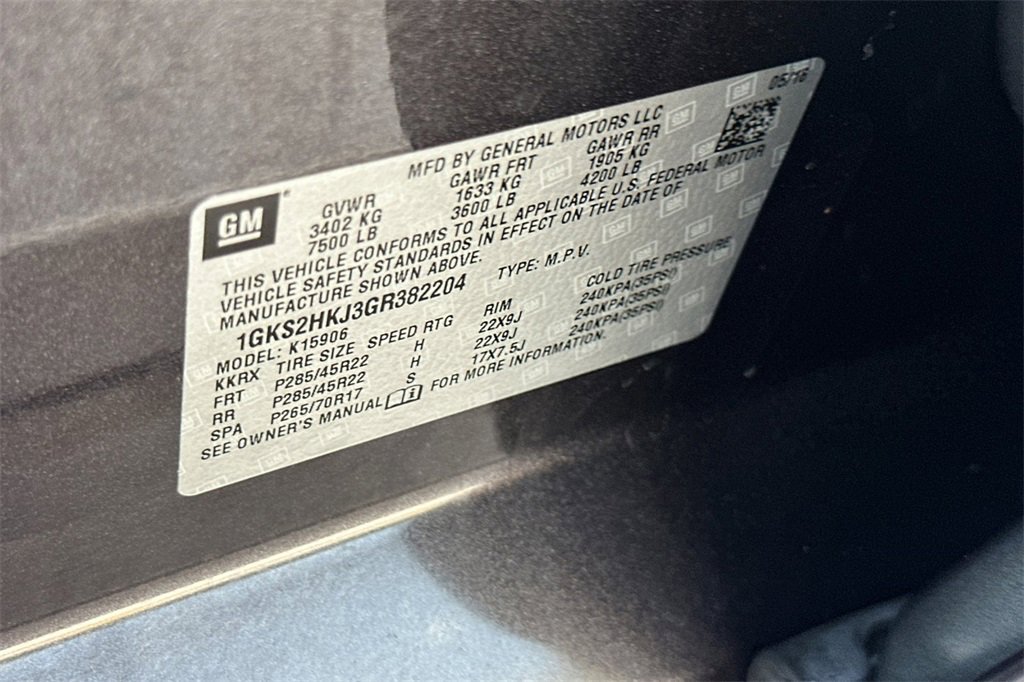 05/16
MFD BY GENERAL MOTORS LLC
GM
GVWR GAWR FRT GAWR RR
3402 KG 1633 KG 1905 KG
7500 LB 3600 LB 4200 LB
THIS VEHICLE CONFORMS TO ALL APPLICABLE U.S. FEDERAL MOTOR
VEHICLE SAFETY STANDARDS IN EFFECT ON THE DATE OF
MANUFACTURE SHOWN ABOVE.
1GKS2HKJ3GR382204 TYPE: M.P.V.
MODEL: K15906
KKRX TIRE SIZE SPEED RTG RIM COLD TIRE PRESSURE
FRT P285/45R22 H 22X9J 240KPA(35PSI)
RR P285/45R22 H 22X9J 240KPA(35PSI)
SPA P265/70R17 S 17X7.5J 240KPA(35PSI)
SEE OWNER'S MANUAL FOR MORE INFORMATION.